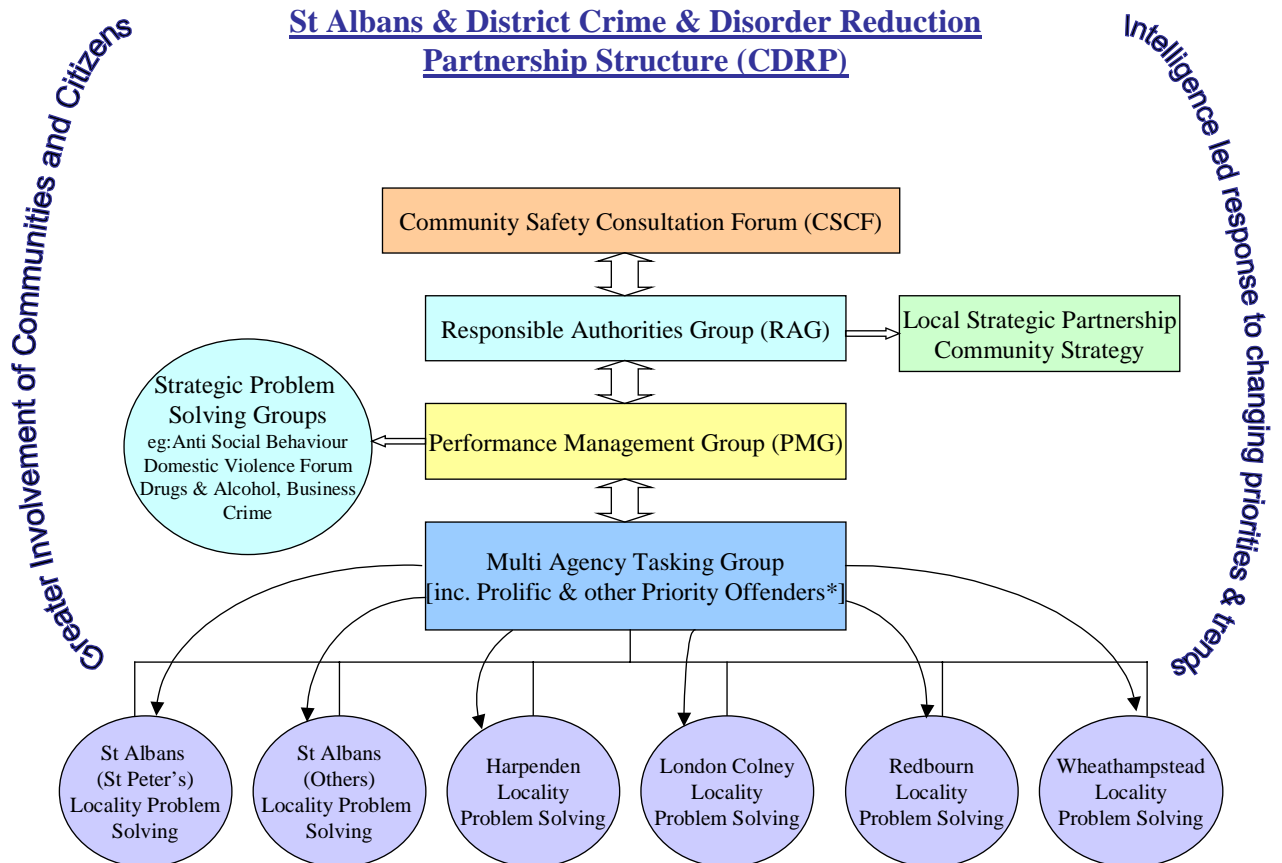 St Albans & District Crime & Disorder Reduction
Partnership Structure (CDRP)
Greater Involvement of Communities and Citizens
Intelligence led response to changing priorities & trends
Community Safety Consultation Forum (CSCF)
Responsible Authorities Group (RAG)
Local Strategic Partnership
Community Strategy
Strategic Problem
Solving Groups
eg:Anti Social Behaviour
Domestic Violence Forum
Drugs & Alcohol, Business
Crime
Performance Management Group (PMG)
Multi Agency Tasking Group
[inc. Prolific & other Priority Offenders*]
St Albans
(St Peter's)
Locality Problem
Solving
St Albans
(Others)
Locality Problem
Solving
Harpenden
Locality
Problem Solving
London Colney
Locality
Problem Solving
Redbourn
Locality
Problem Solving
Wheathampstead
Locality
Problem Solving